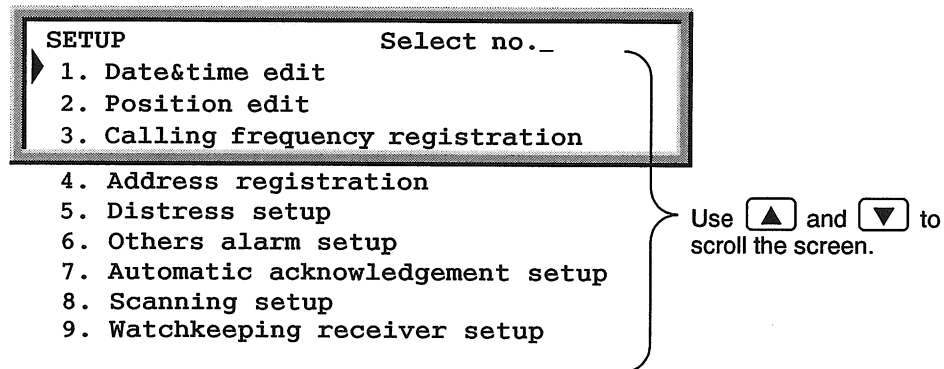 SETUP Select no._
1. Date&time edit
2. Position edit
3. Calling frequency registration
4. Address registration
5. Distress setup
6. Others alarm setup
7. Automatic acknowledgement setup
8. Scanning setup
9. Watchkeeping receiver setup
Use ▲ and ▼ to
scroll the screen.